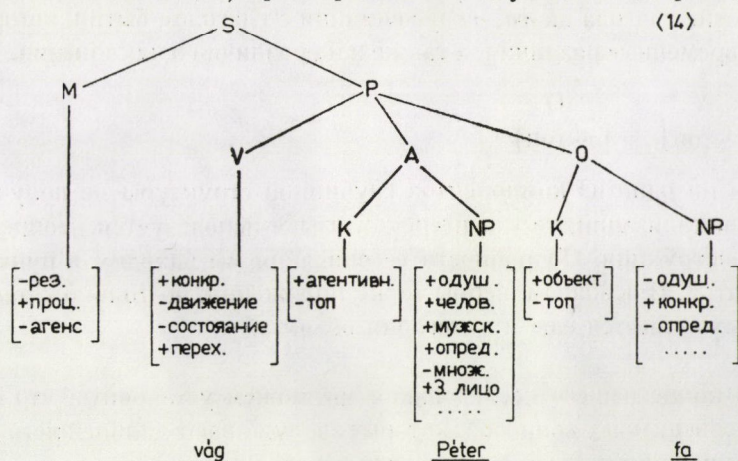 (14)
S
M P
V A O
K NP K NP
-рез. +конкр. +агентивн. +одуш. +объект -одуш.
+проц. -движение -топ +челов. -топ +конкр.
-агенс -состояание +мужск. -опред.
+перех. +опред. .....
-множ.
+3. лицо
.....
vág Péter fa